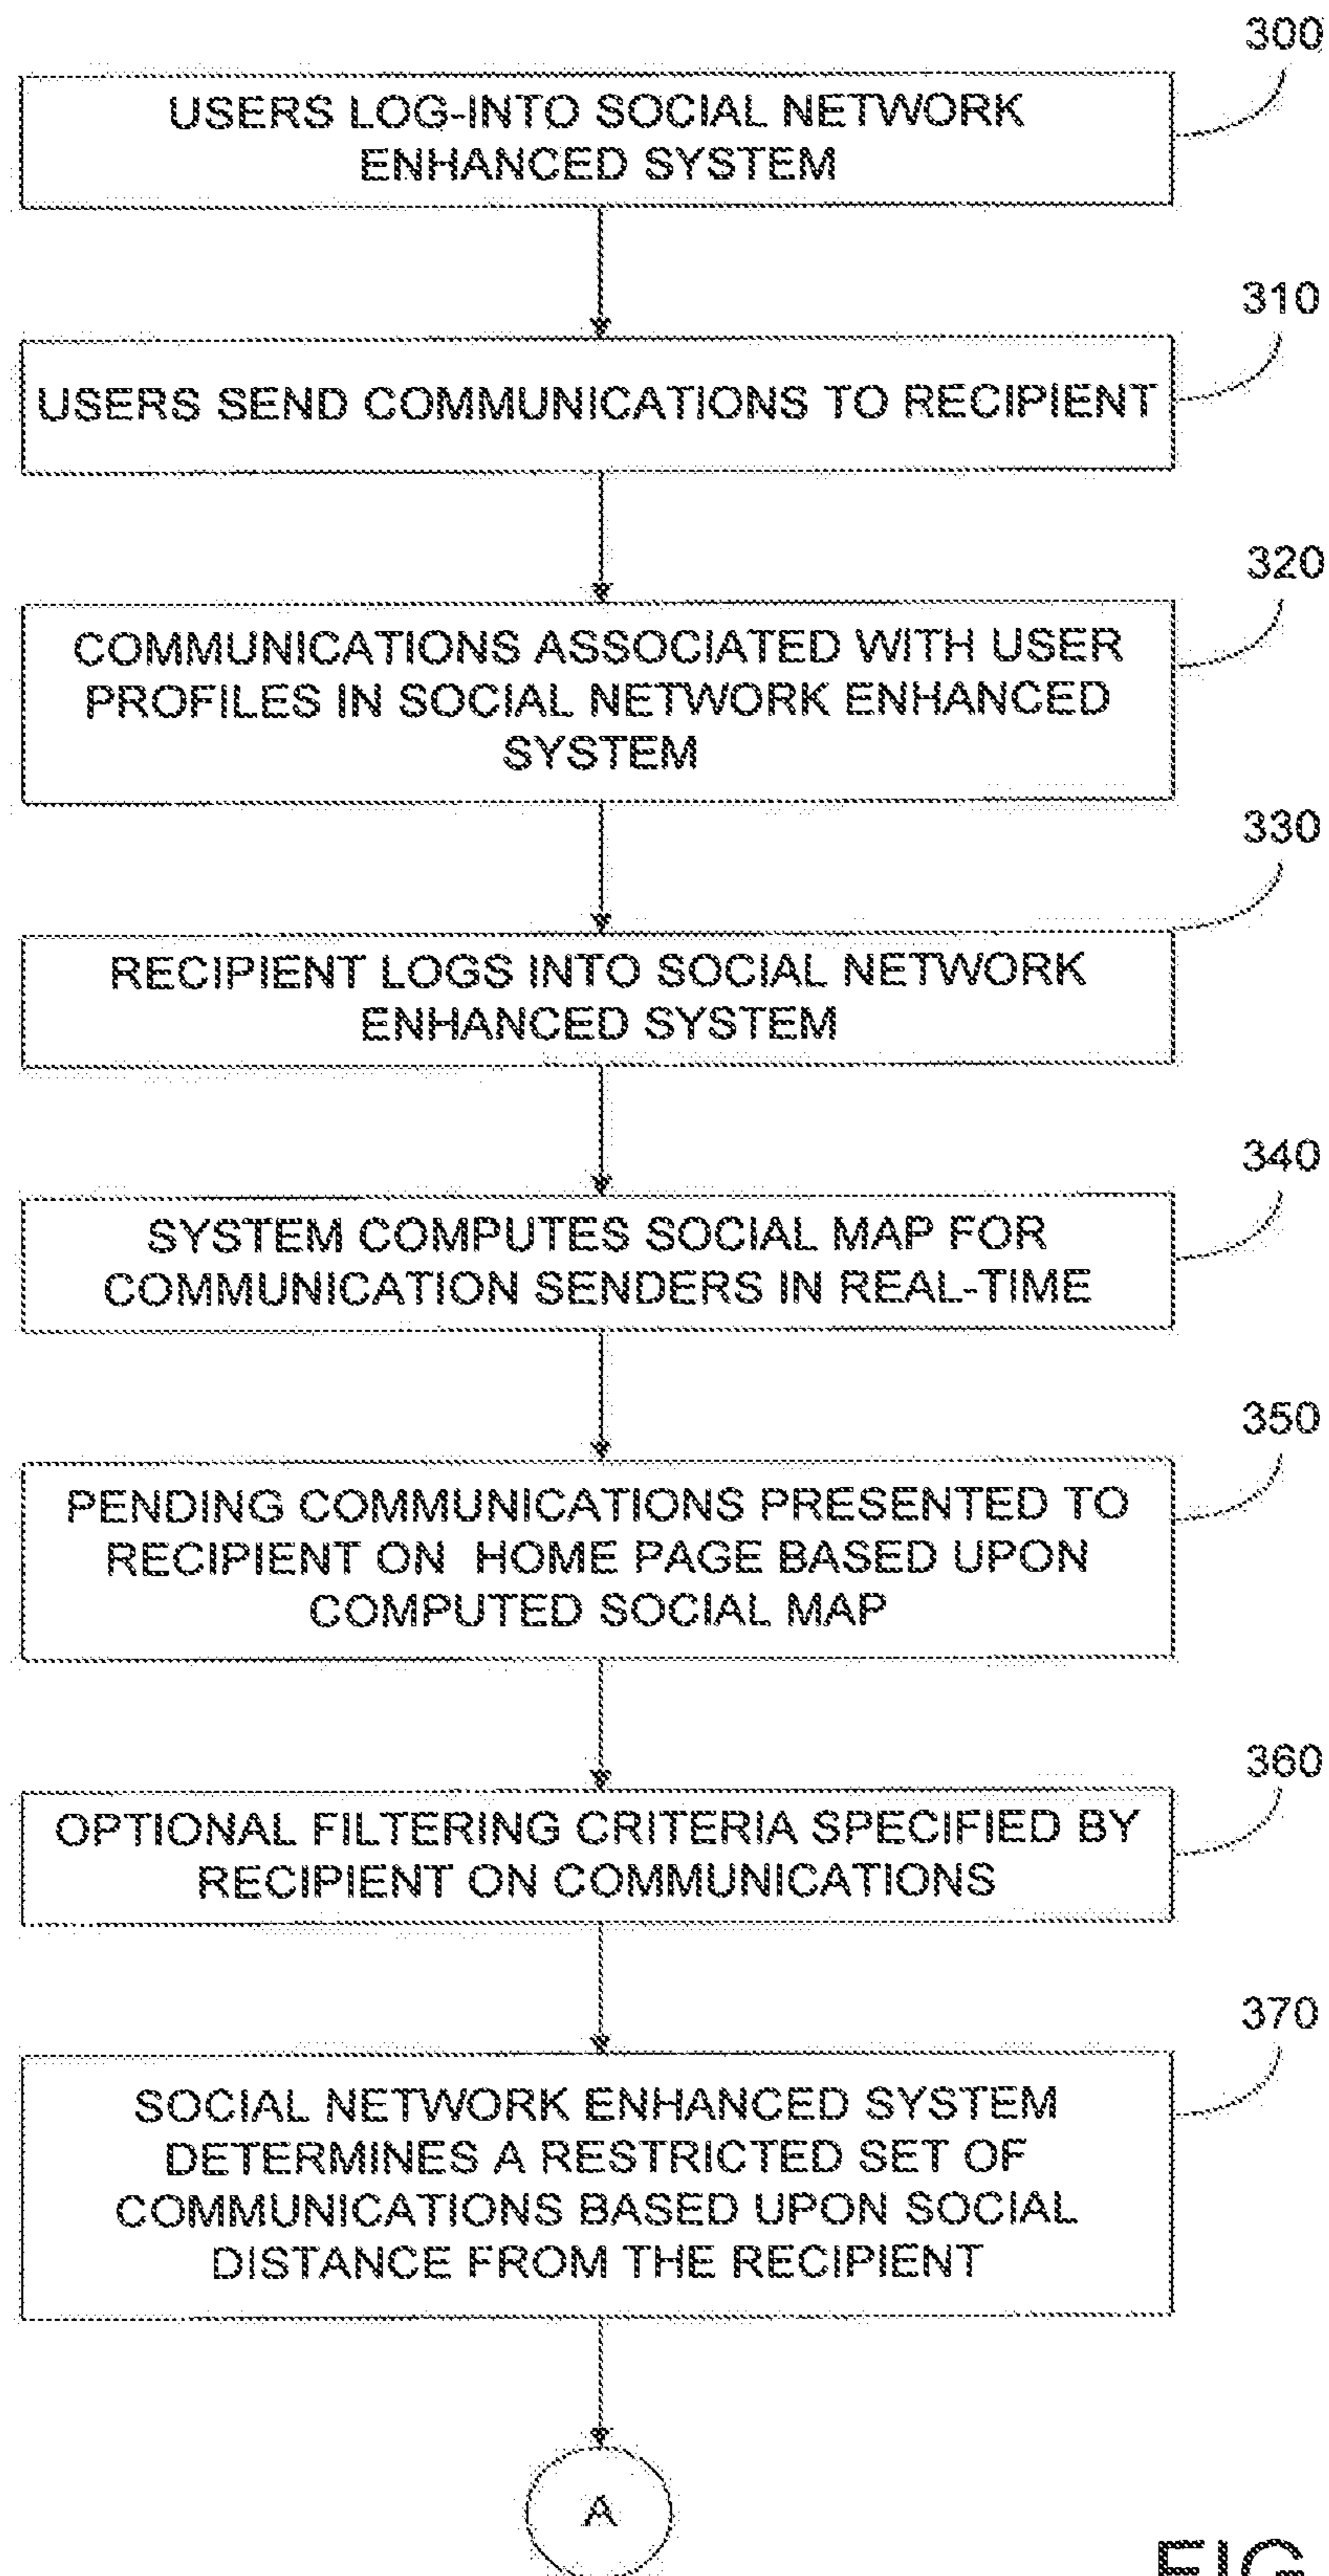 300
USERS LOG-INTO SOCIAL NETWORK
ENHANCED SYSTEM
310
USERS SEND COMMUNICATIONS TO RECIPIENT
320
COMMUNICATIONS ASSOCIATED WITH USER
PROFILES IN SOCIAL NETWORK ENHANCED
SYSTEM
330
RECIPIENT LOGS INTO SOCIAL NETWORK
ENHANCED SYSTEM
340
SYSTEM COMPUTES SOCIAL MAP FOR
COMMUNICATION SENDERS IN REAL-TIME
350
PENDING COMMUNICATIONS PRESENTED TO
RECIPIENT ON HOME PAGE BASED UPON
COMPUTED SOCIAL MAP
360
OPTIONAL FILTERING CRITERIA SPECIFIED BY
RECIPIENT ON COMMUNICATIONS
370
SOCIAL NETWORK ENHANCED SYSTEM
DETERMINES A RESTRICTED SET OF
COMMUNICATIONS BASED UPON SOCIAL
DISTANCE FROM THE RECIPIENT
A
FIG